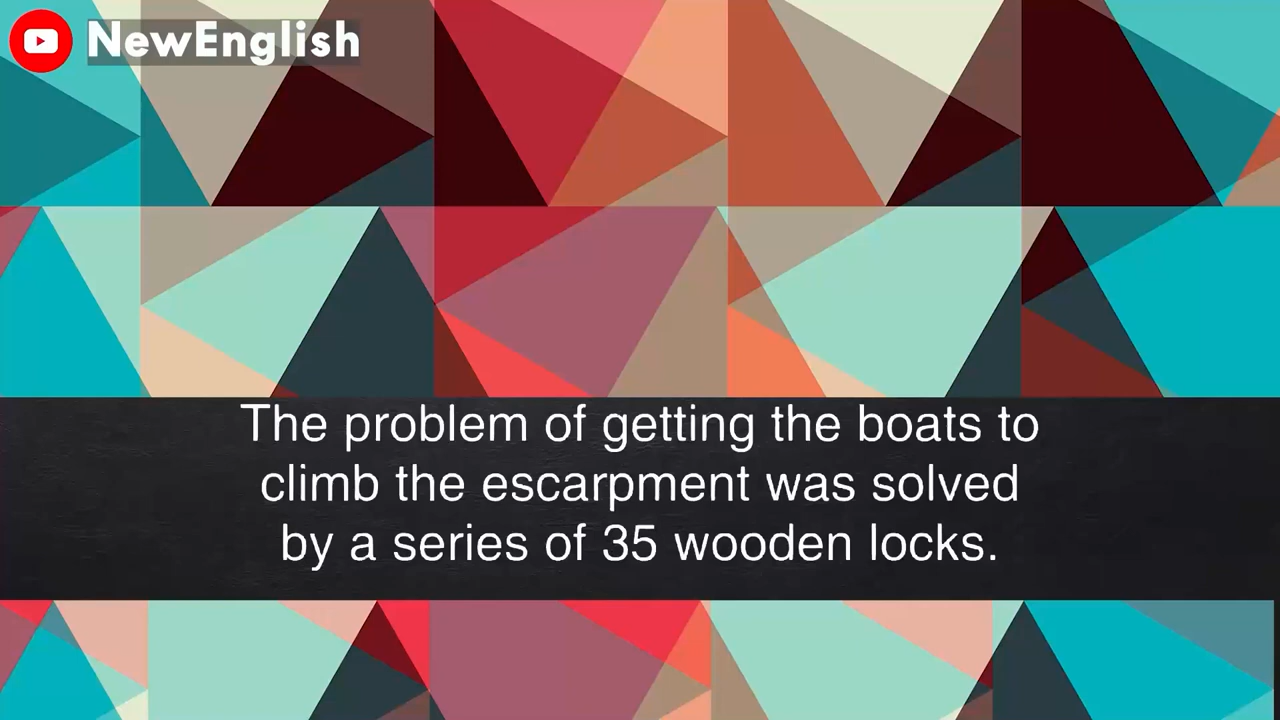 NewEnglish
The problem of getting the boats to
climb the escarpment was solved
by a series of 35 wooden locks.